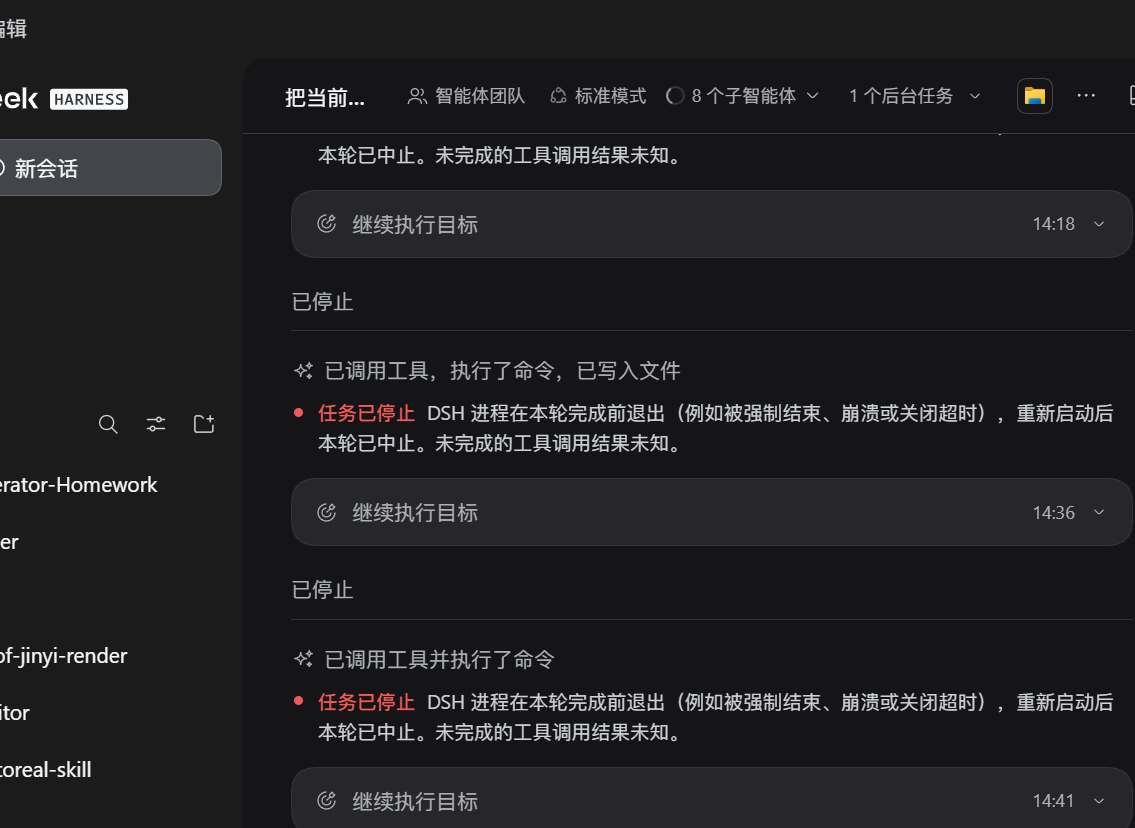 编辑
eek HARNESS
新会话
erator-Homework
er
of-jinyi-render
itor
toreal-skill
把当前...
智能体团队
标准模式
8 个子智能体
1 个后台任务
本轮已中止。未完成的工具调用结果未知。
继续执行目标 14:18
已停止
已调用工具，执行了命令，已写入文件
任务已停止 DSH 进程在本轮完成前退出（例如被强制结束、崩溃或关闭超时），重新启动后
本轮已中止。未完成的工具调用结果未知。
继续执行目标 14:36
已停止
已调用工具并执行了命令
任务已停止 DSH 进程在本轮完成前退出（例如被强制结束、崩溃或关闭超时），重新启动后
本轮已中止。未完成的工具调用结果未知。
继续执行目标 14:41